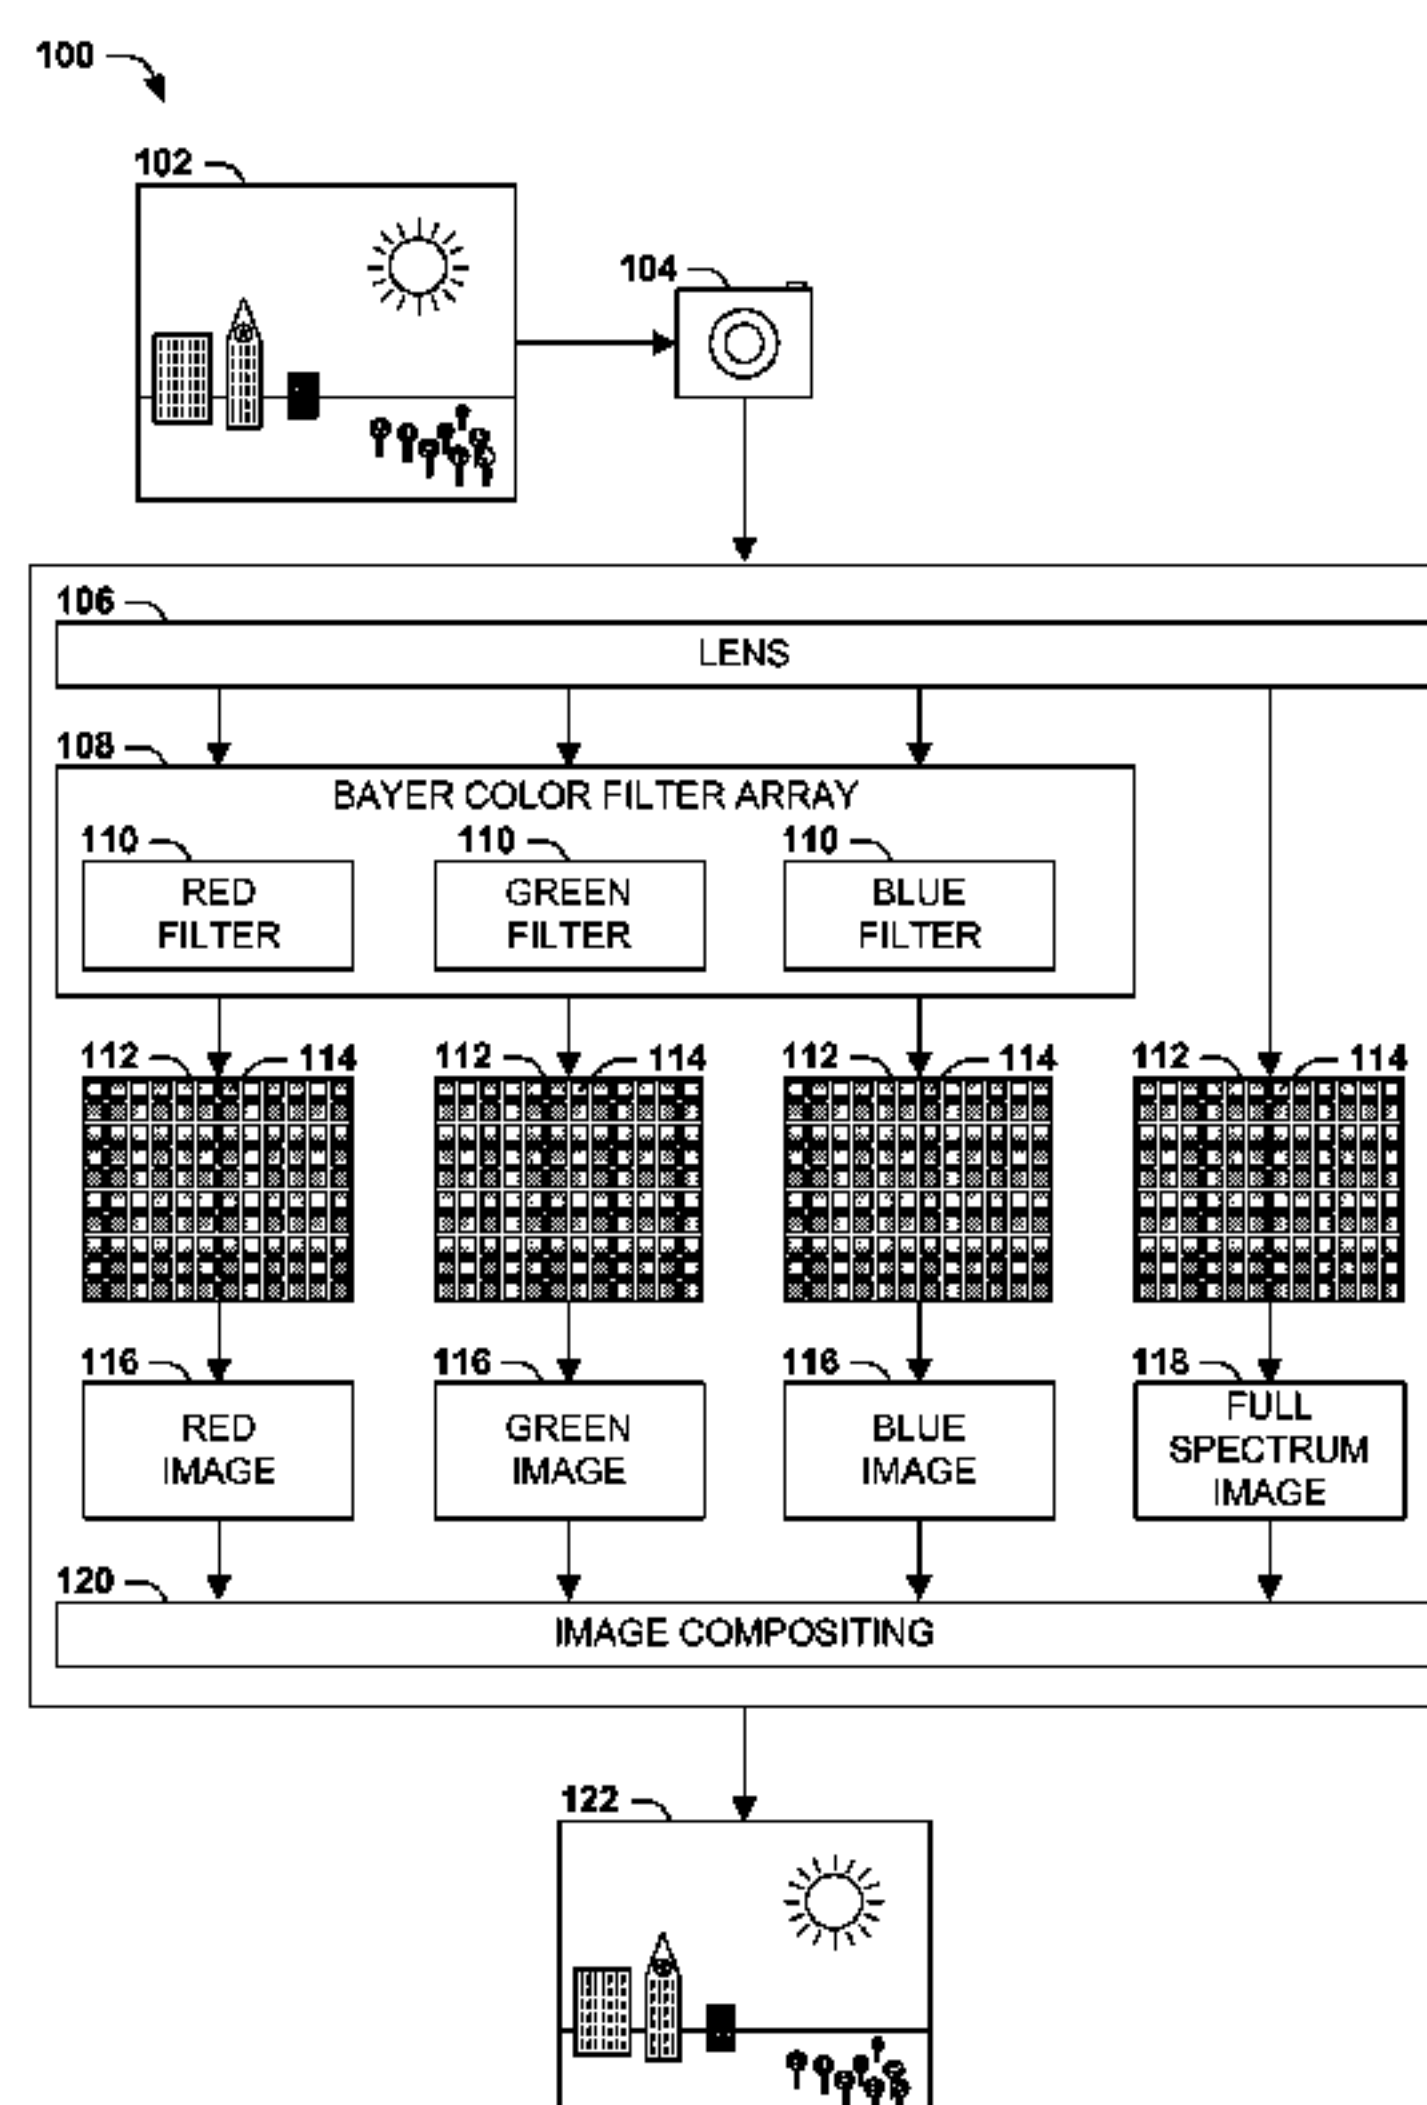 100
102
104
106
LENS
108
BAYER COLOR FILTER ARRAY
110 110 110
RED FILTER
GREEN FILTER
BLUE FILTER
112 114 112 114 112 114 112 114
116 116 116 118
RED IMAGE
GREEN IMAGE
BLUE IMAGE
FULL SPECTRUM IMAGE
120
IMAGE COMPOSITING
122